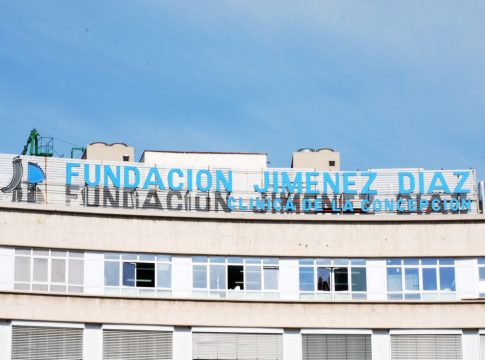 FUNDACION JIMENEZ DIAZ
CLINICA DE LA CONCEPCION